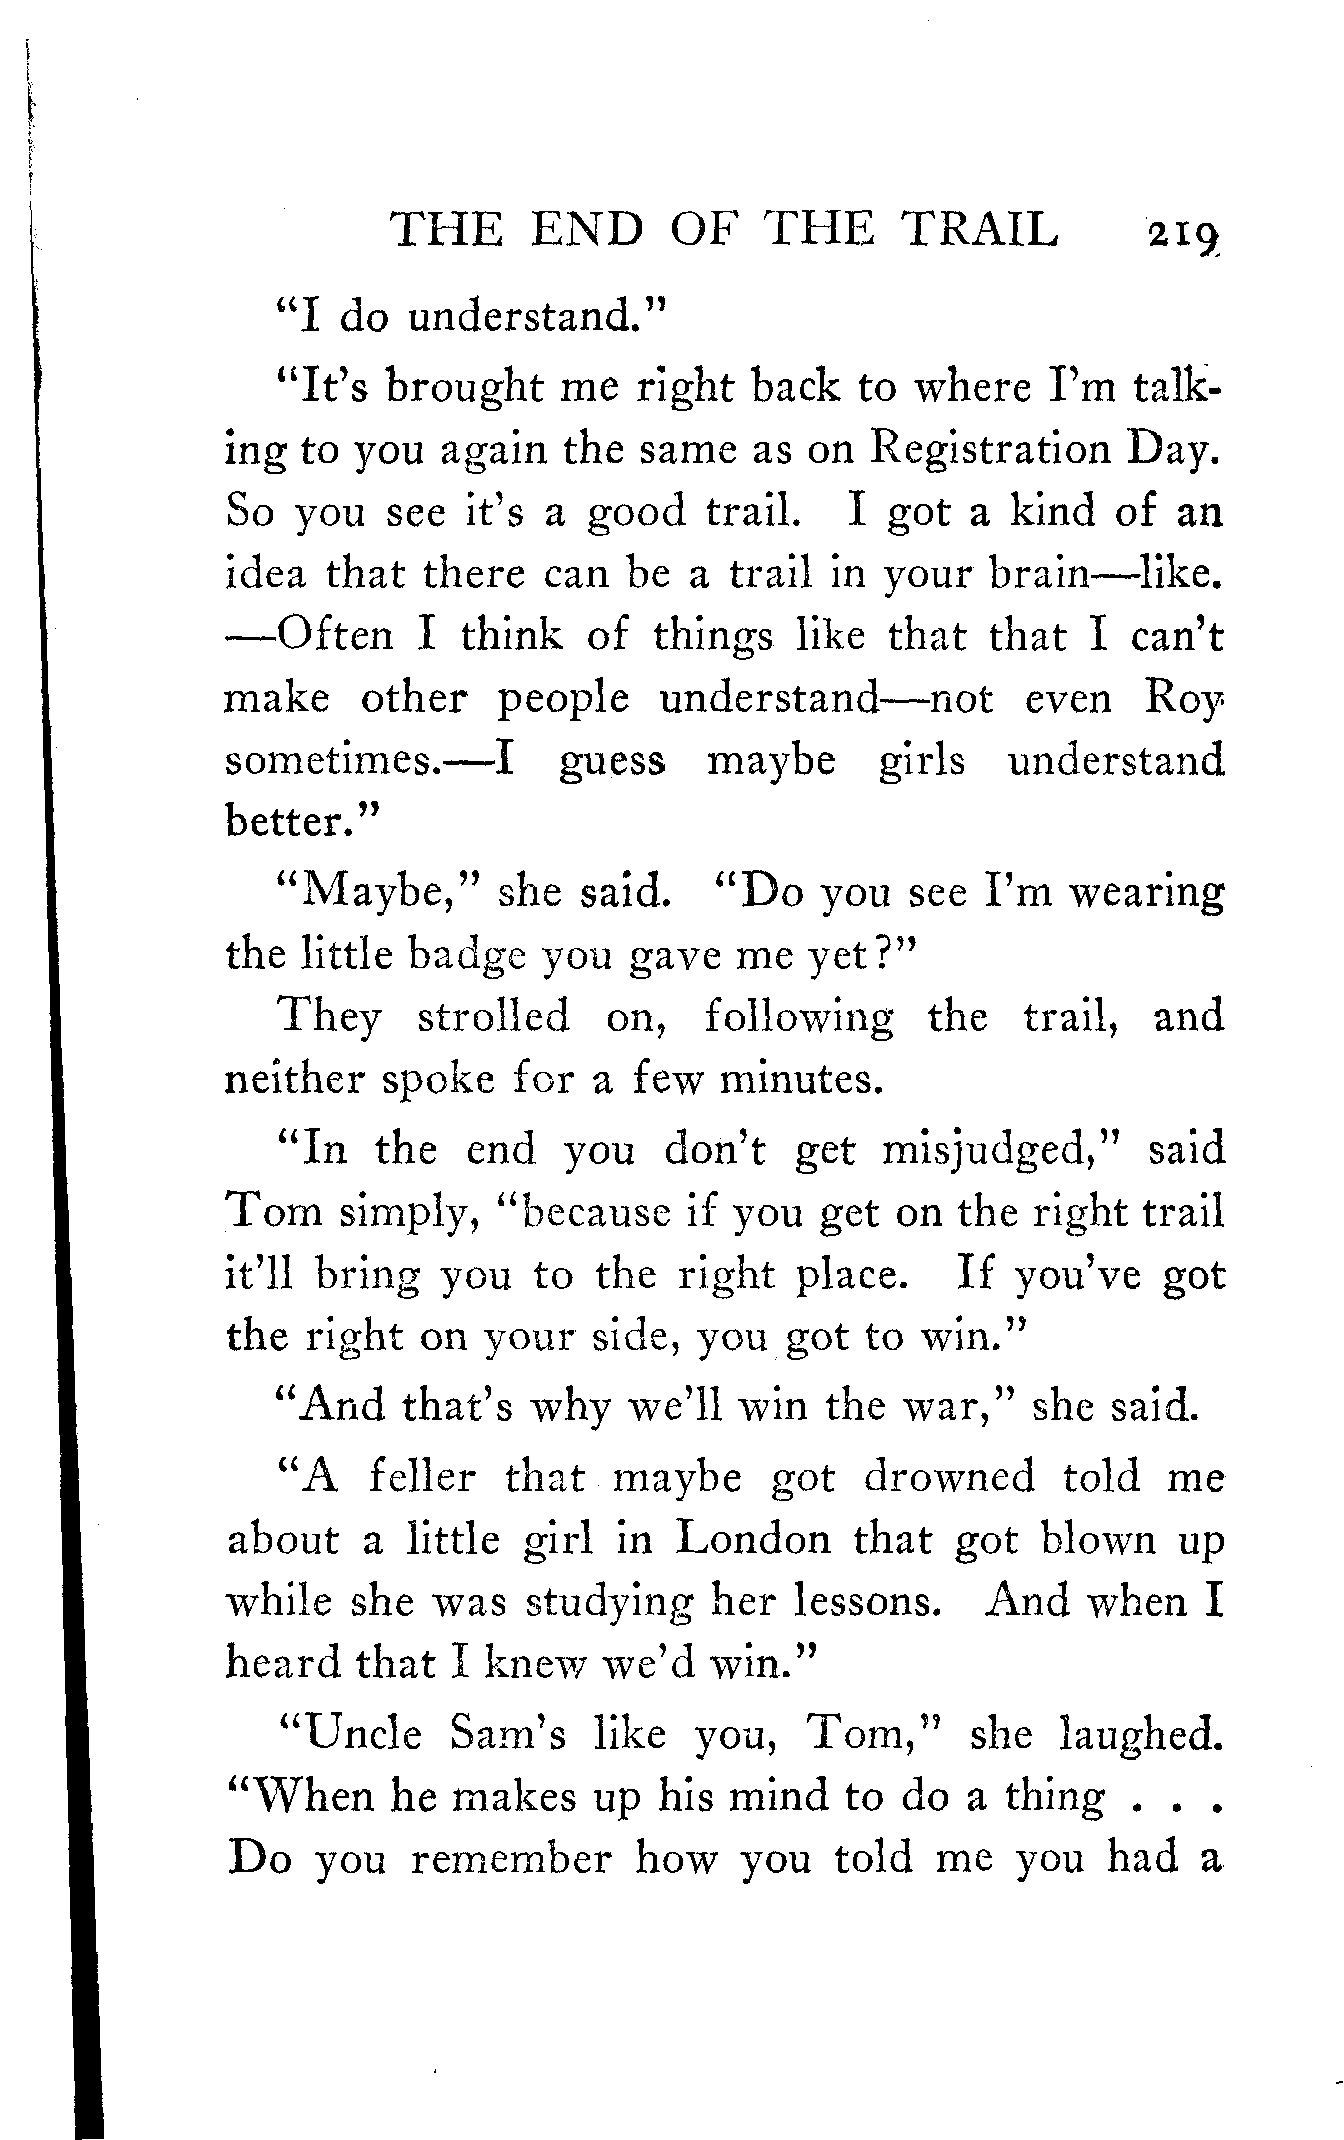 THE END OF THE TRAIL 219
"I do understand."
"It's brought me right back to where I'm talk-
ing to you again the same as on Registration Day.
So you see it's a good trail. I got a kind of an
idea that there can be a trail in your brain—like.
—Often I think of things like that that I can't
make other people understand—not even Roy
sometimes.—I guess maybe girls understand
better."
"Maybe," she said. "Do you see I'm wearing
the little badge you gave me yet?"
They strolled on, following the trail, and
neither spoke for a few minutes.
"In the end you don't get misjudged," said
Tom simply, "because if you get on the right trail
it'll bring you to the right place. If you've got
the right on your side, you got to win."
"And that's why we'll win the war," she said.
"A feller that maybe got drowned told me
about a little girl in London that got blown up
while she was studying her lessons. And when I
heard that I knew we'd win."
"Uncle Sam's like you, Tom," she laughed.
"When he makes up his mind to do a thing . . .
Do you remember how you told me you had a